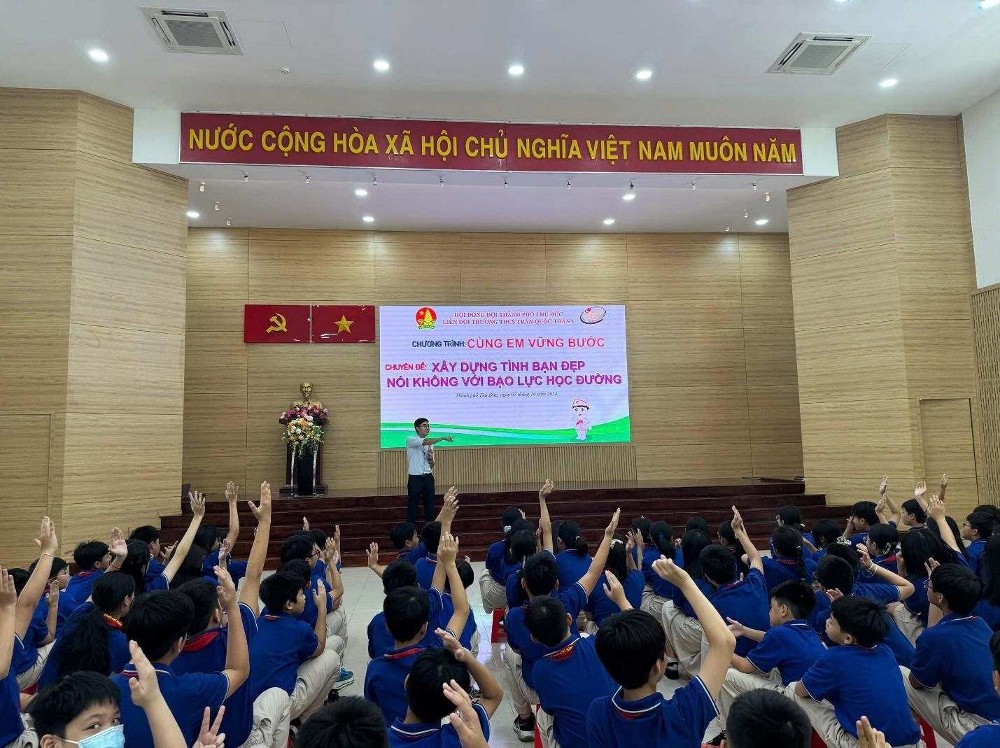 NƯỚC CỘNG HÒA XÃ HỘI CHỦ NGHĨA VIỆT NAM MUÔN NĂM
HỘI ĐỒNG ĐỘI THÀNH PHỐ THỦ ĐỨC
LIÊN ĐỘI TRƯỜNG THCS TRẦN QUỐC TOẢN 1
CHƯƠNG TRÌNH: CÙNG EM VỮNG BƯỚC
CHUYÊN ĐỀ: XÂY DỰNG TÌNH BẠN ĐẸP
NÓI KHÔNG VỚI BẠO LỰC HỌC ĐƯỜNG
Thành phố Thủ Đức, ngày 07 tháng 10 năm 2024